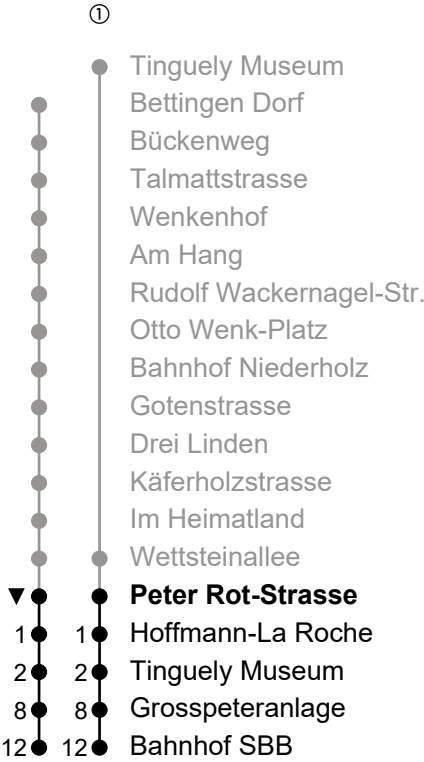 ①
Tinguely Museum
Bettingen Dorf
Bückenweg
Talmattstrasse
Wenkenhof
Am Hang
Rudolf Wackernagel-Str.
Otto Wenk-Platz
Bahnhof Niederholz
Gotenstrasse
Drei Linden
Käferholzstrasse
Im Heimatland
Wettsteinallee
▼ Peter Rot-Strasse
1 1 Hoffmann-La Roche
2 2 Tinguely Museum
8 8 Grosspeteranlage
12 12 Bahnhof SBB